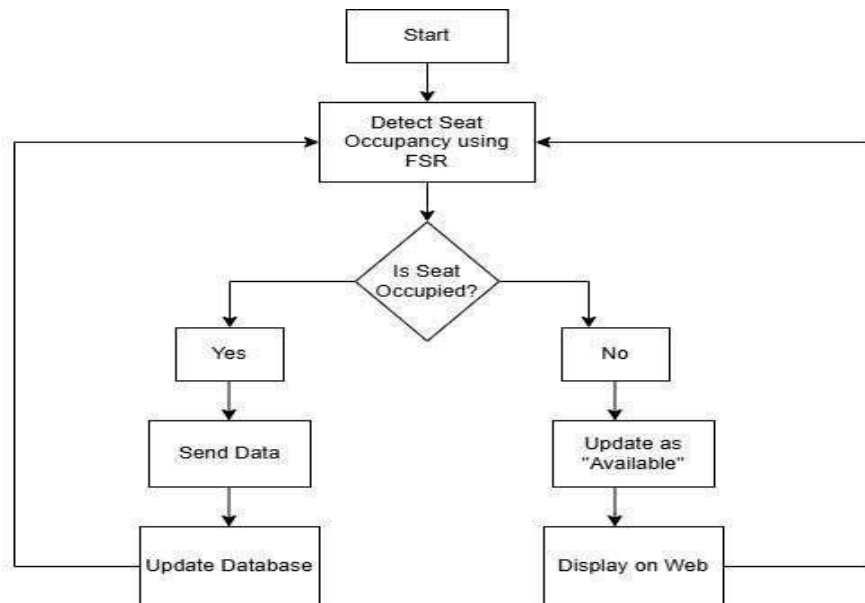 Start
Detect Seat
Occupancy using
FSR
Is Seat
Occupied?
Yes
No
Send Data
Update as
"Available"
Update Database
Display on Web